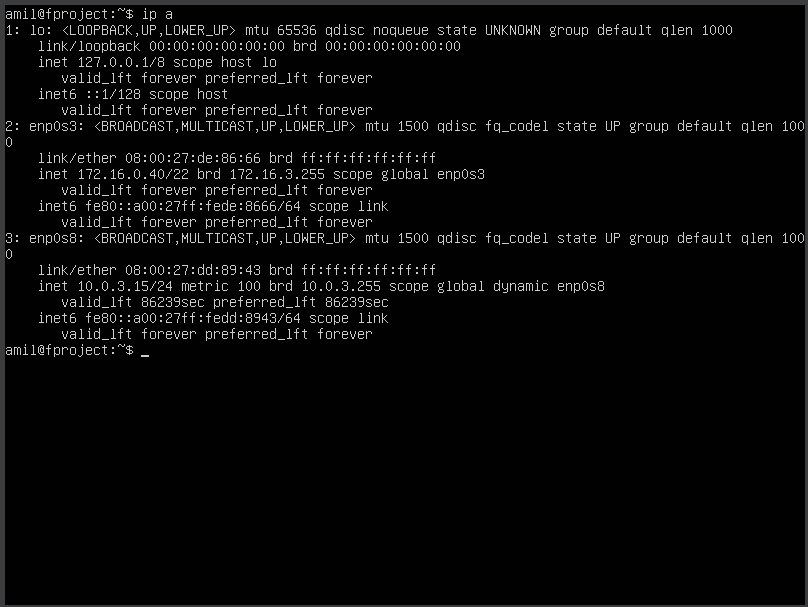 amil@fproject:~$ ip a
1: lo: <LOOPBACK,UP,LOWER_UP> mtu 65536 qdisc noqueue state UNKNOWN group default qlen 1000
    link/loopback 00:00:00:00:00:00 brd 00:00:00:00:00:00
    inet 127.0.0.1/8 scope host lo
       valid_lft forever preferred_lft forever
    inet6 ::1/128 scope host
       valid_lft forever preferred_lft forever
2: enp0s3: <BROADCAST,MULTICAST,UP,LOWER_UP> mtu 1500 qdisc fq_codel state UP group default qlen 100
0
    link/ether 08:00:27:de:86:66 brd ff:ff:ff:ff:ff:ff
    inet 172.16.0.40/22 brd 172.16.3.255 scope global enp0s3
       valid_lft forever preferred_lft forever
    inet6 fe80::a00:27ff:fede:8666/64 scope link
       valid_lft forever preferred_lft forever
3: enp0s8: <BROADCAST,MULTICAST,UP,LOWER_UP> mtu 1500 qdisc fq_codel state UP group default qlen 100
0
    link/ether 08:00:27:dd:89:43 brd ff:ff:ff:ff:ff:ff
    inet 10.0.3.15/24 metric 100 brd 10.0.3.255 scope global dynamic enp0s8
       valid_lft 86239sec preferred_lft 86239sec
    inet6 fe80::a00:27ff:fedd:8943/64 scope link
       valid_lft forever preferred_lft forever
amil@fproject:~$ _